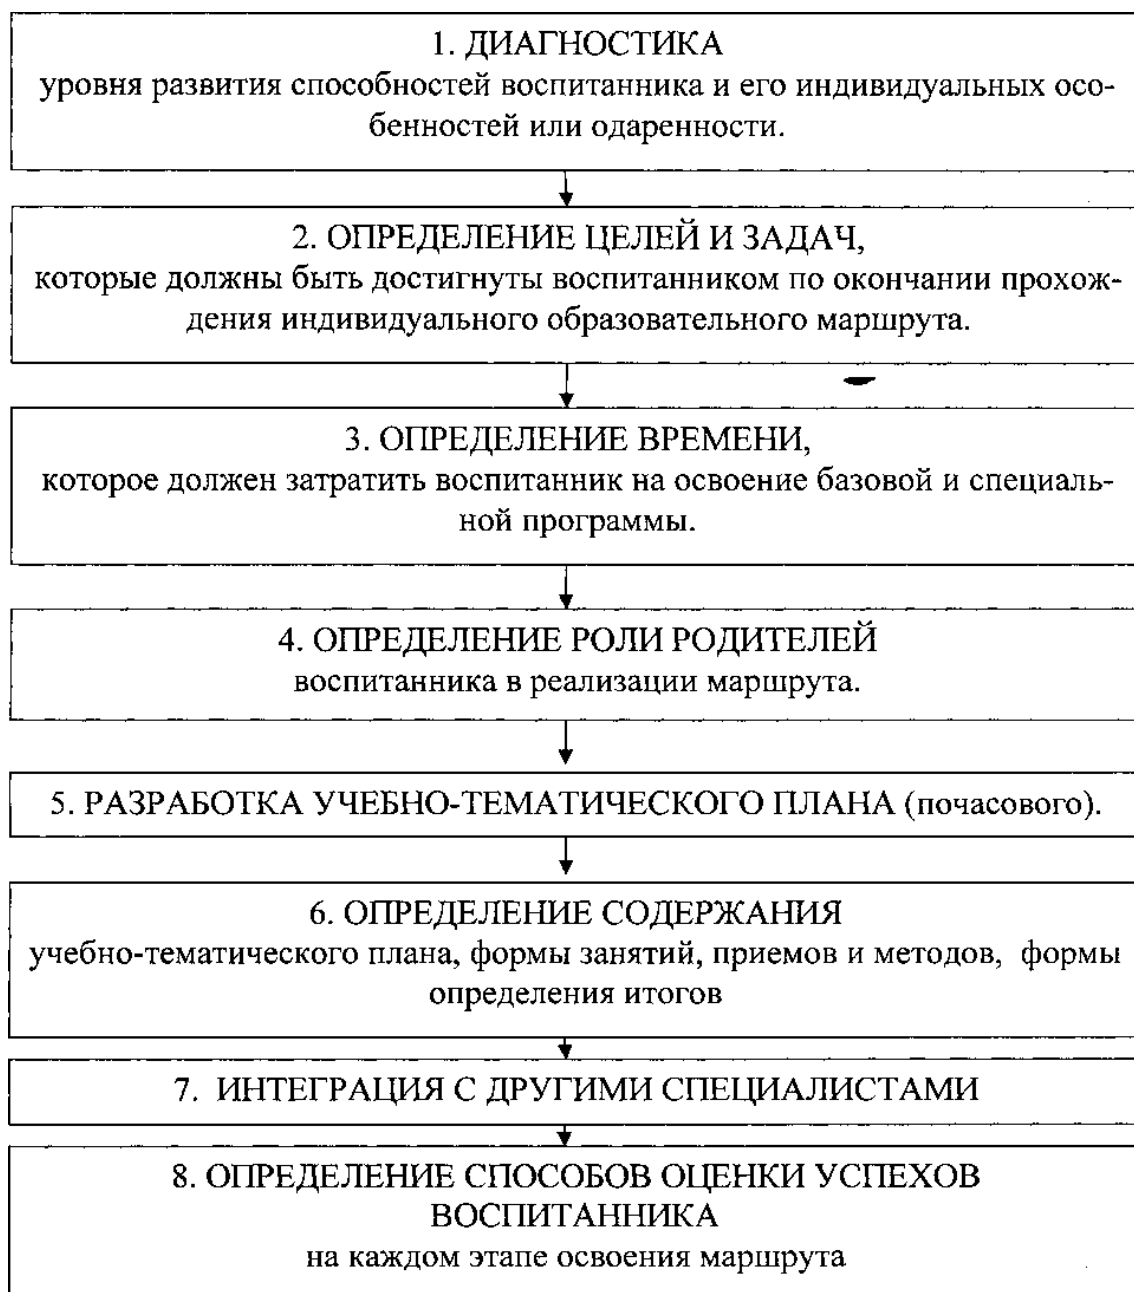 1. ДИАГНОСТИКА
уровня развития способностей воспитанника и его индивидуальных осо-
бенностей или одаренности.
2. ОПРЕДЕЛЕНИЕ ЦЕЛЕЙ И ЗАДАЧ,
которые должны быть достигнуты воспитанником по окончании прохож-
дения индивидуального образовательного маршрута.
3. ОПРЕДЕЛЕНИЕ ВРЕМЕНИ,
которое должен затратить воспитанник на освоение базовой и специаль-
ной программы.
4. ОПРЕДЕЛЕНИЕ РОЛИ РОДИТЕЛЕЙ
воспитанника в реализации маршрута.
5. РАЗРАБОТКА УЧЕБНО-ТЕМАТИЧЕСКОГО ПЛАНА (почасового).
6. ОПРЕДЕЛЕНИЕ СОДЕРЖАНИЯ
учебно-тематического плана, формы занятий, приемов и методов, формы
определения итогов
7. ИНТЕГРАЦИЯ С ДРУГИМИ СПЕЦИАЛИСТАМИ
8. ОПРЕДЕЛЕНИЕ СПОСОБОВ ОЦЕНКИ УСПЕХОВ
ВОСПИТАННИКА
на каждом этапе освоения маршрута